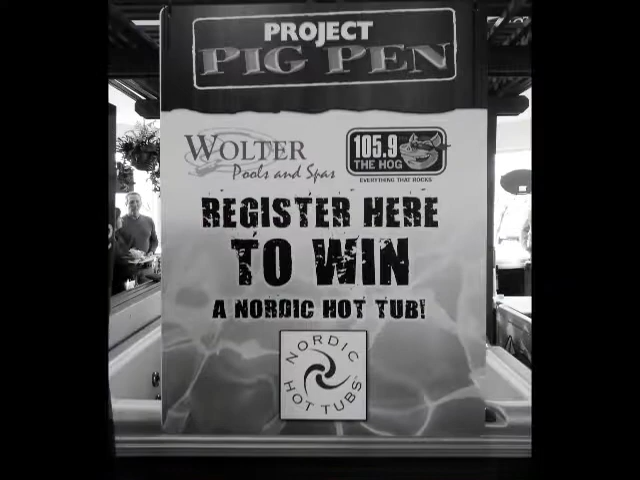 PROJECT
PIG PEN
WOLTER
Pools and Spas
105.9
THE HOG
EVERYTHING THAT ROCKS
REGISTER HERE
TO WIN
A NORDIC HOT TUB!
NORDIC
HOT TUBS